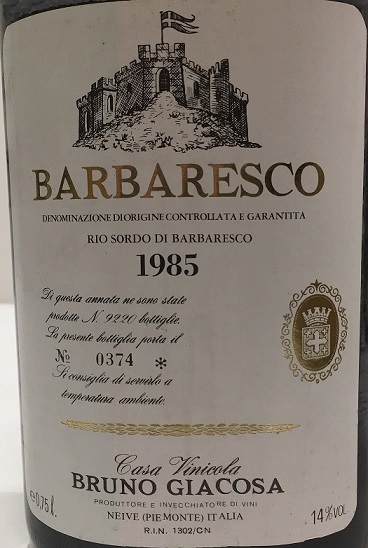 BARBARESCO
DENOMINAZIONE DI ORIGINE CONTROLLATA E GARANTITA
RIO SORDO DI BARBARESCO
1985
Di questa annata ne sono state
prodotte N. 9220 bottiglie.
La presente bottiglia porta il
No 0374 *
Si consiglia di servirlo a
temperatura ambiente.
Casa Vinicola
BRUNO GIACOSA
PRODUTTORE E INVECCHIATORE DI VINI
NEIVE (PIEMONTE) ITALIA
R.I.N. 1302/CN
e 0,75 l.
14% VOL